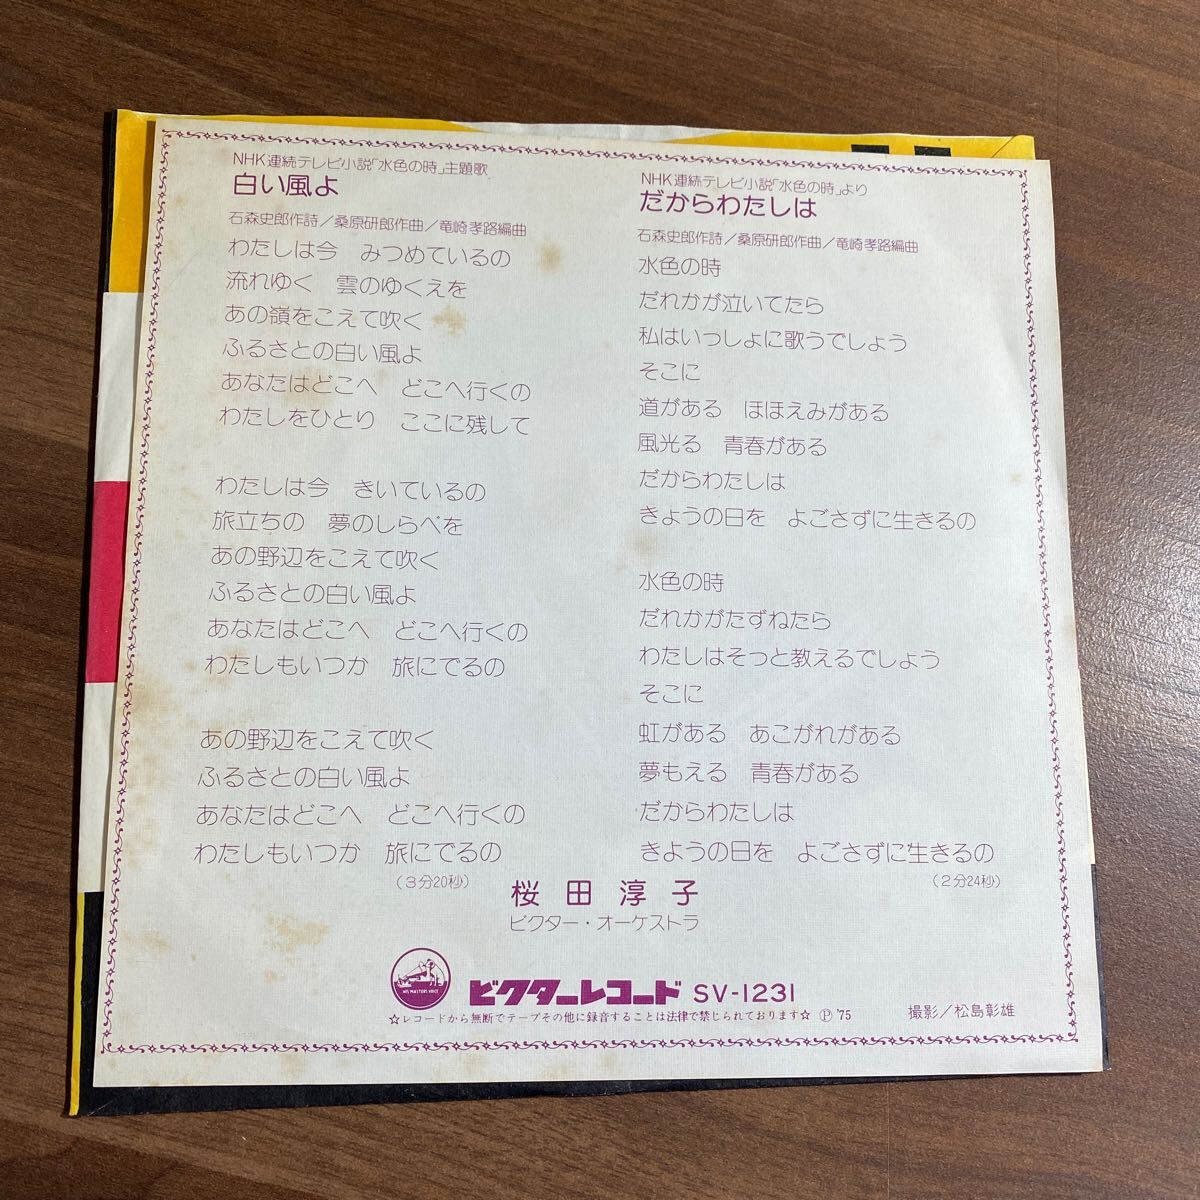 NHK連続テレビ小説「水色の時」主題歌
白い風よ
石森史郎作詩／桑原研郎作曲／竜崎孝路編曲
わたしは今　みつめているの
流れゆく　雲のゆくえを
あの嶺をこえて吹く
ふるさとの白い風よ
あなたはどこへ　どこへ行くの
わたしをひとり　ここに残して
わたしは今　きいているの
旅立ちの　夢のしらべを
あの野辺をこえて吹く
ふるさとの白い風よ
あなたはどこへ　どこへ行くの
わたしもいつか　旅にでるの
あの野辺をこえて吹く
ふるさとの白い風よ
あなたはどこへ　どこへ行くの
わたしもいつか　旅にでるの
(3分20秒)
NHK連続テレビ小説「水色の時」より
だからわたしは
石森史郎作詩／桑原研郎作曲／竜崎孝路編曲
水色の時
だれかが泣いてたら
私はいっしょに歌うでしょう
そこに
道がある　ほほえみがある
風光る　青春がある
だからわたしは
きょうの日を　よごさずに生きるの
水色の時
だれかがたずねたら
わたしはそっと教えるでしょう
そこに
虹がある　あこがれがある
夢もえる　青春がある
だからわたしは
きょうの日を　よごさずに生きるの
(2分24秒)
桜田淳子
ビクター・オーケストラ
HIS MASTER'S VOICE
ビクターレコード SV-1231
☆レコードから無断でテープその他に録音することは法律で禁じられております☆ Ⓟ '75
撮影／松島彰雄